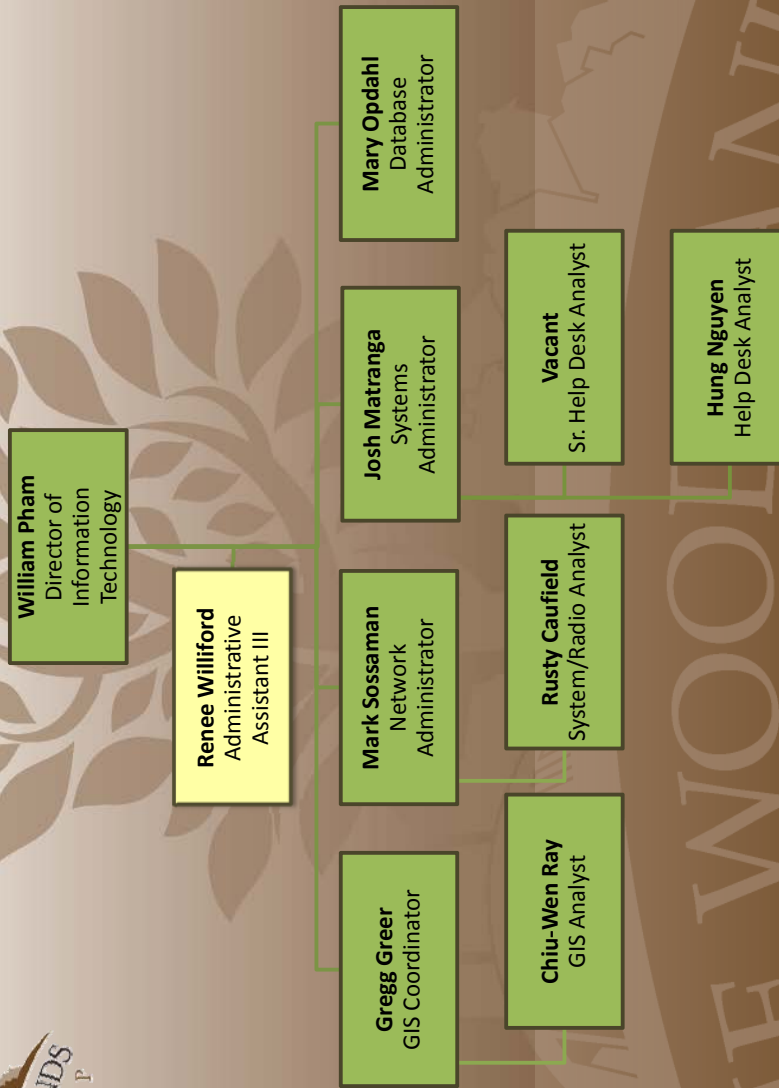 William Pham
Director of
Information
Technology
Renee Williford
Administrative
Assistant III
Gregg Greer
GIS Coordinator
Mark Sossaman
Network
Administrator
Josh Matranga
Systems
Administrator
Mary Opdahl
Database
Administrator
Chiu-Wen Ray
GIS Analyst
Rusty Caufield
System/Radio Analyst
Vacant
Sr. Help Desk Analyst
Hung Nguyen
Help Desk Analyst